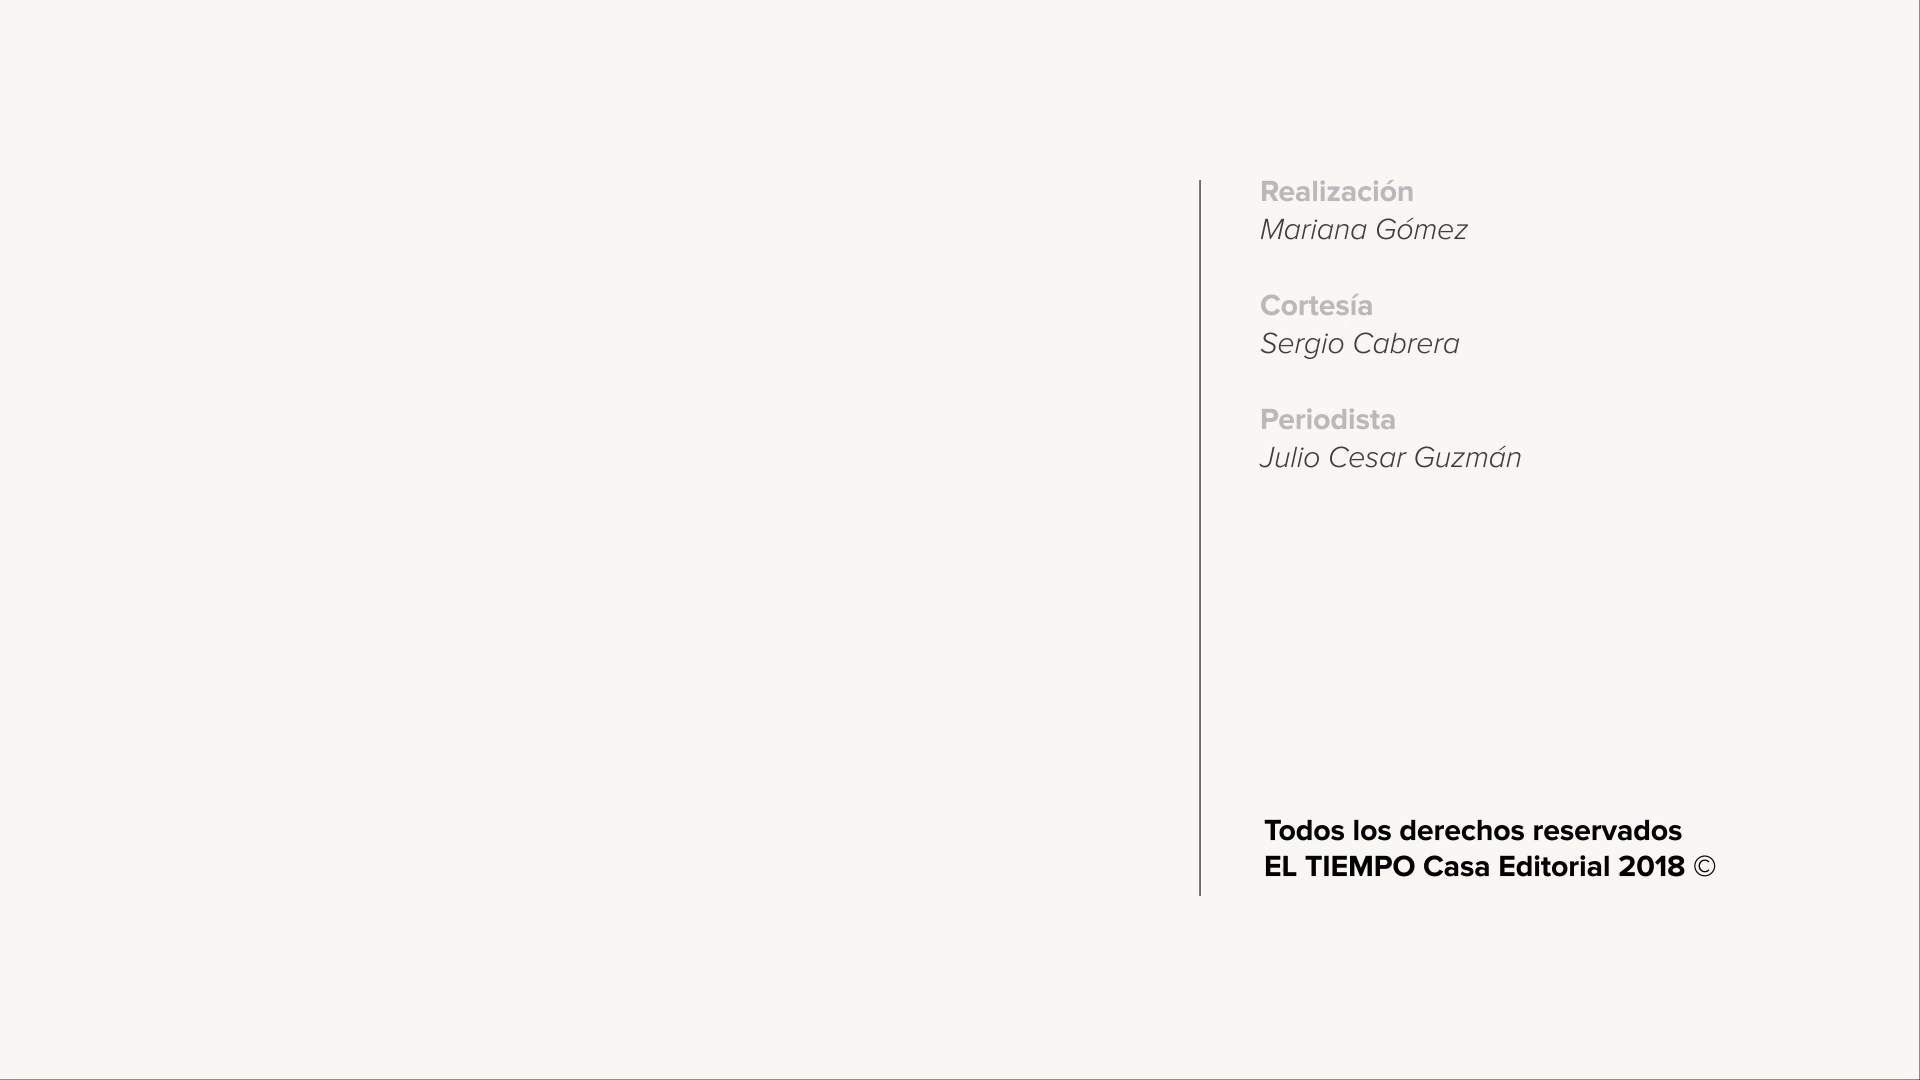 Realización
Mariana Gómez
Cortesía
Sergio Cabrera
Periodista
Julio Cesar Guzmán
Todos los derechos reservados
EL TIEMPO Casa Editorial 2018 ©